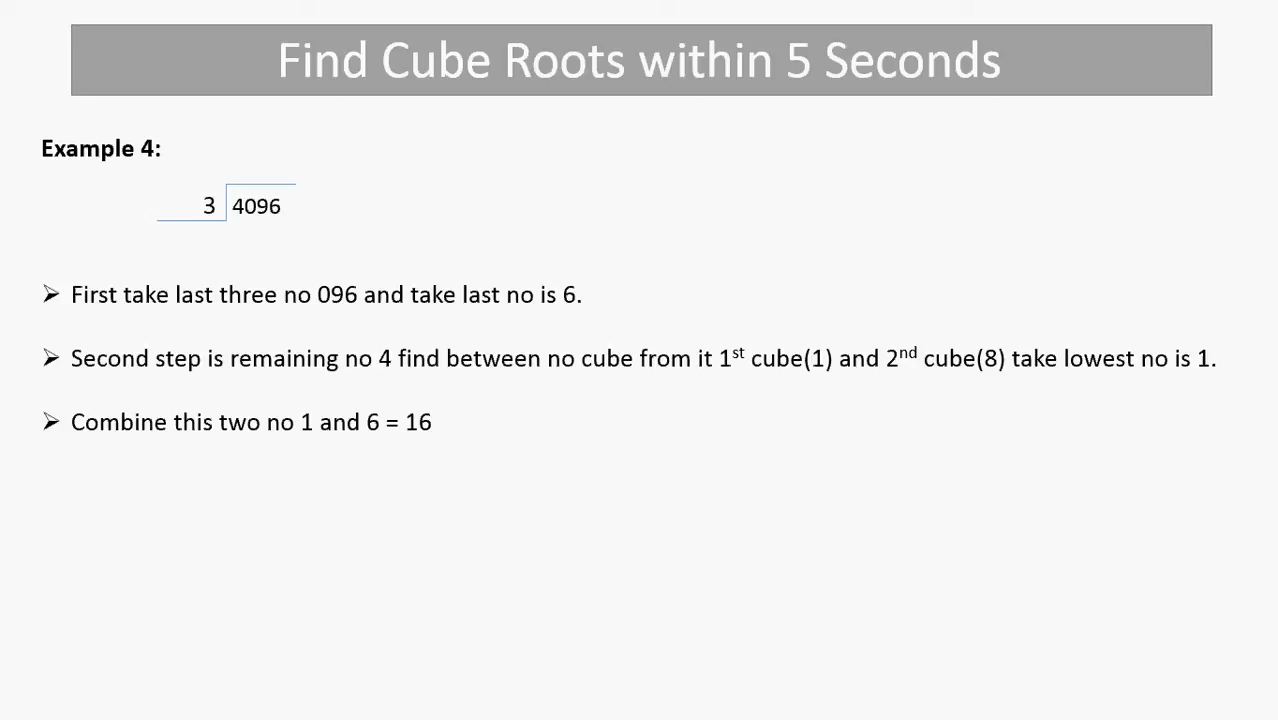 Find Cube Roots within 5 Seconds
Example 4:
3 4096
➢ First take last three no 096 and take last no is 6.
➢ Second step is remaining no 4 find between no cube from it 1st cube(1) and 2nd cube(8) take lowest no is 1.
➢ Combine this two no 1 and 6 = 16